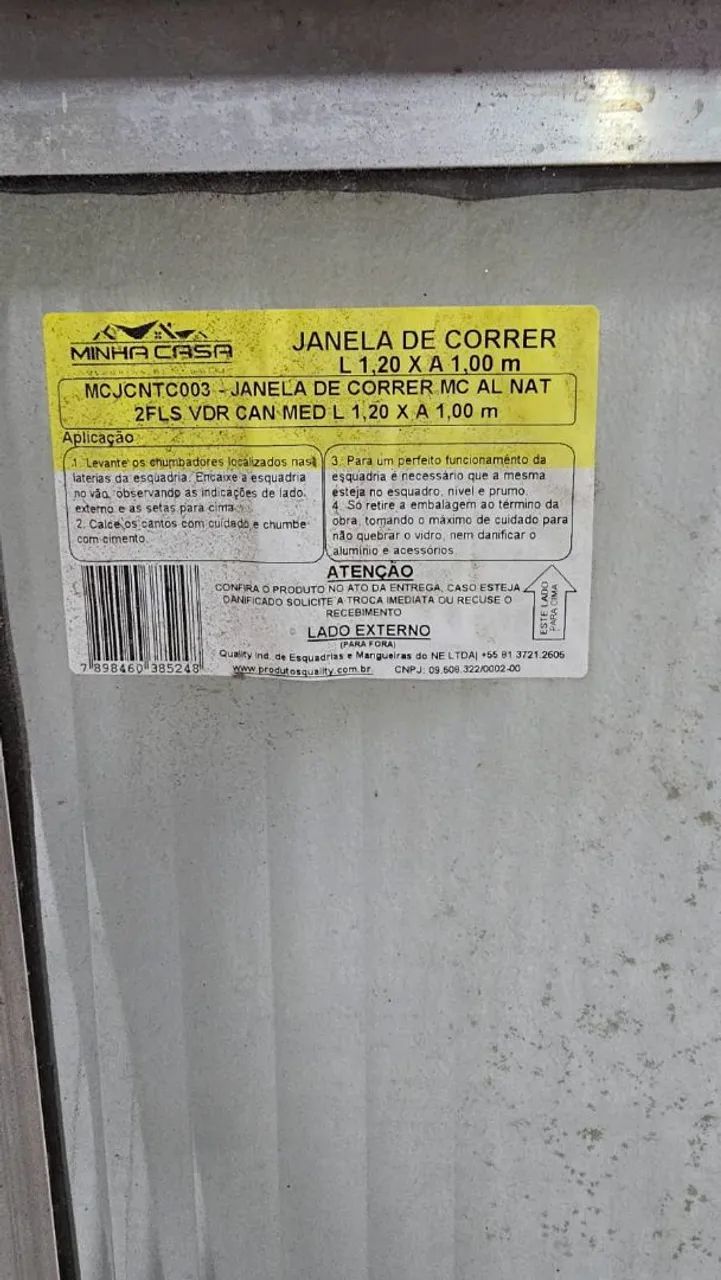 MINHA CASA
JANELA DE CORRER
L 1,20 X A 1,00 m
MCJCNTC003 - JANELA DE CORRER MC AL NAT
2FLS VDR CAN MED L 1,20 X A 1,00 m
Aplicação
1. Levante os chumbadores localizados nas
laterias da esquadria. Encaixe a esquadria
no vão, observando as indicações de lado
externo e as setas para cima.
2. Calce os cantos com cuidado e chumbe
com cimento.
3. Para um perfeito funcionamento da
esquadria é necessário que a mesma
esteja no esquadro, nivel e prumo.
4. Só retire a embalagem ao término da
obra, tomando o máximo de cuidado para
não quebrar o vidro, nem danificar o
aluminio e acessórios.
ATENÇÃO
CONFIRA O PRODUTO NO ATO DA ENTREGA, CASO ESTEJA
DANIFICADO SOLICITE A TROCA IMEDIATA OU RECUSE O
RECEBIMENTO
ESTE LADO
PARA CIMA
LADO EXTERNO
(PARA FORA)
Quality Ind. de Esquadrias e Mangueiras do NE LTDA| +55 81 3721.2606
www.produtosquality.com.br CNPJ: 09.608.322/0002-00
7 898460 385248